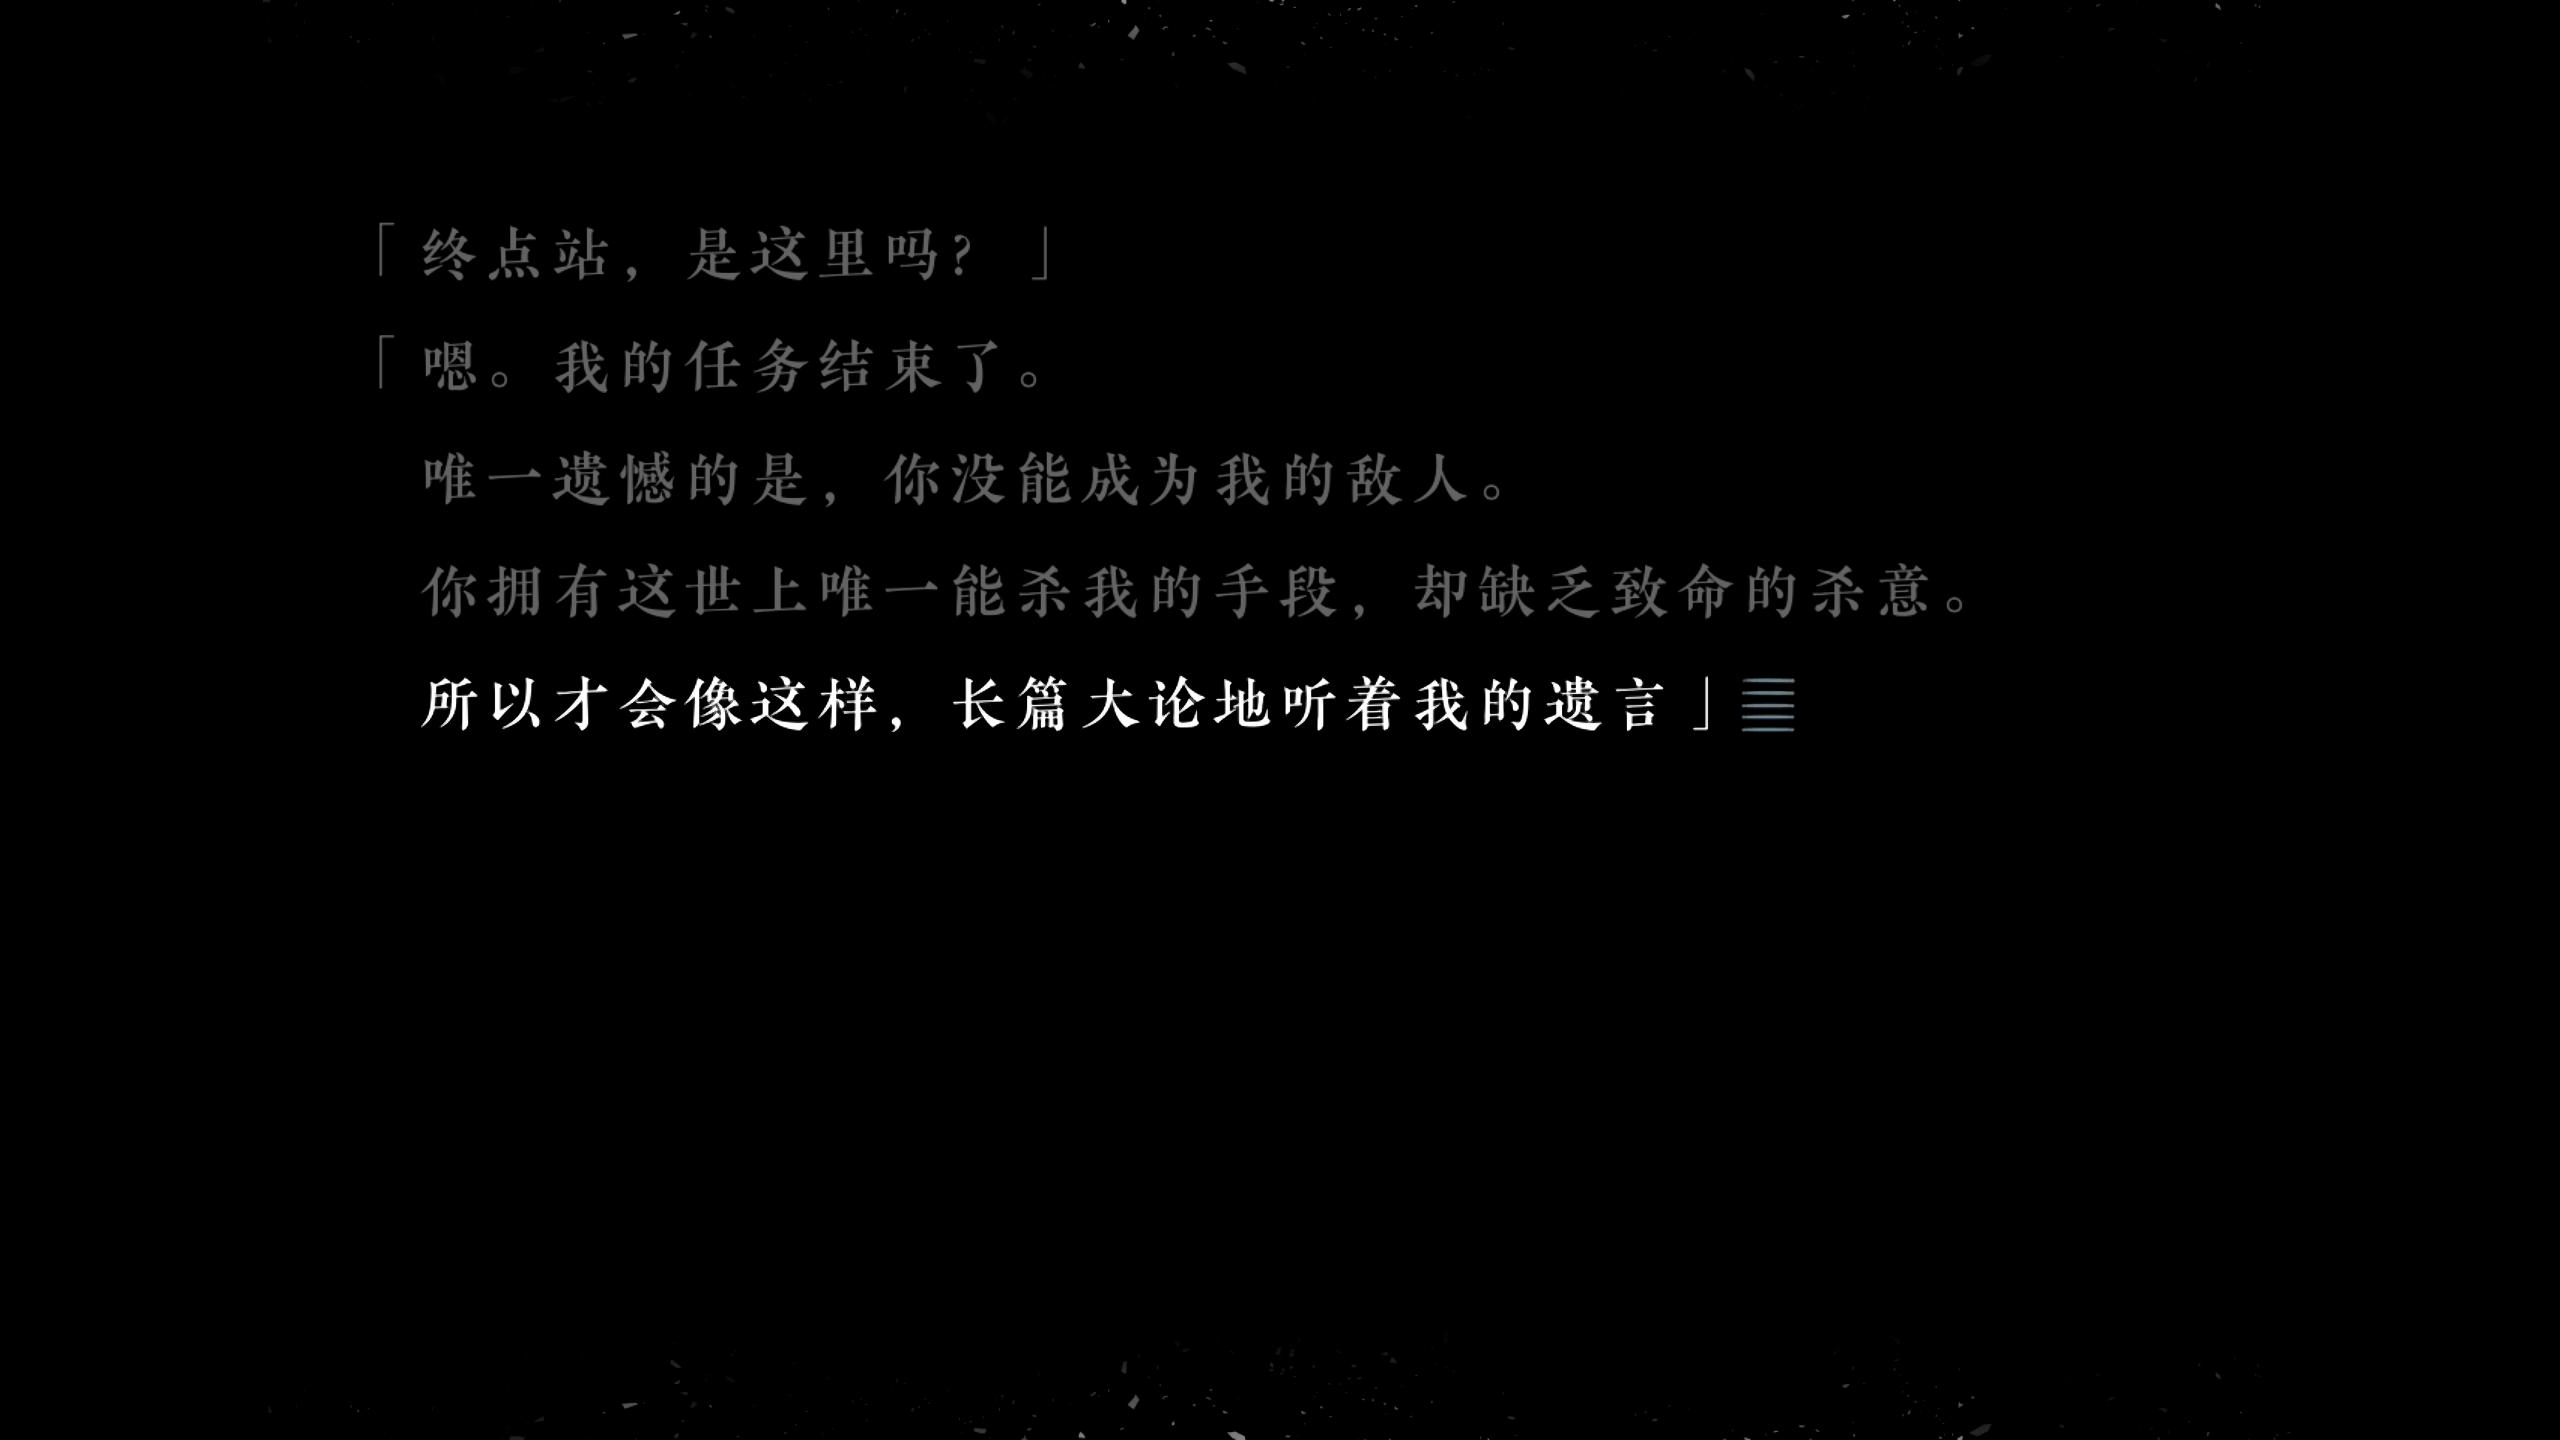 「终点站，是这里吗？」
「嗯。我的任务结束了。
唯一遗憾的是，你没能成为我的敌人。
你拥有这世上唯一能杀我的手段，却缺乏致命的杀意。
所以才会像这样，长篇大论地听着我的遗言」